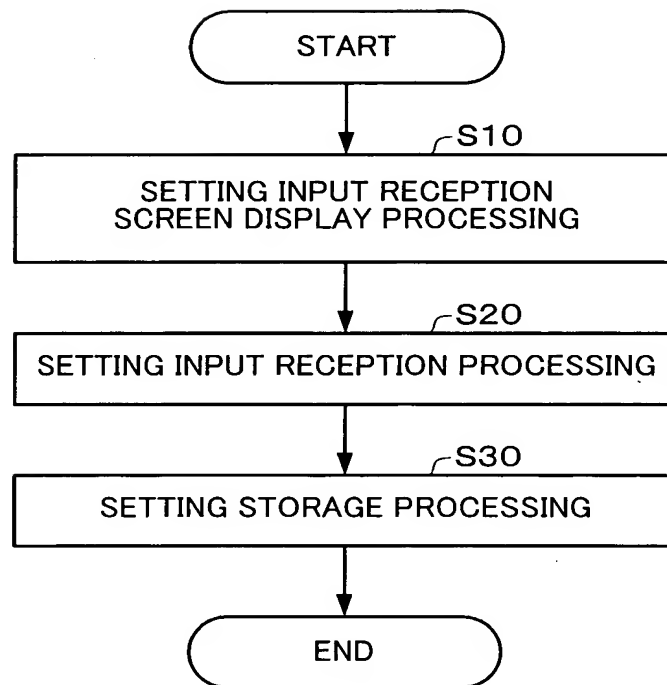 START
S10
SETTING INPUT RECEPTION
SCREEN DISPLAY PROCESSING
S20
SETTING INPUT RECEPTION PROCESSING
S30
SETTING STORAGE PROCESSING
END